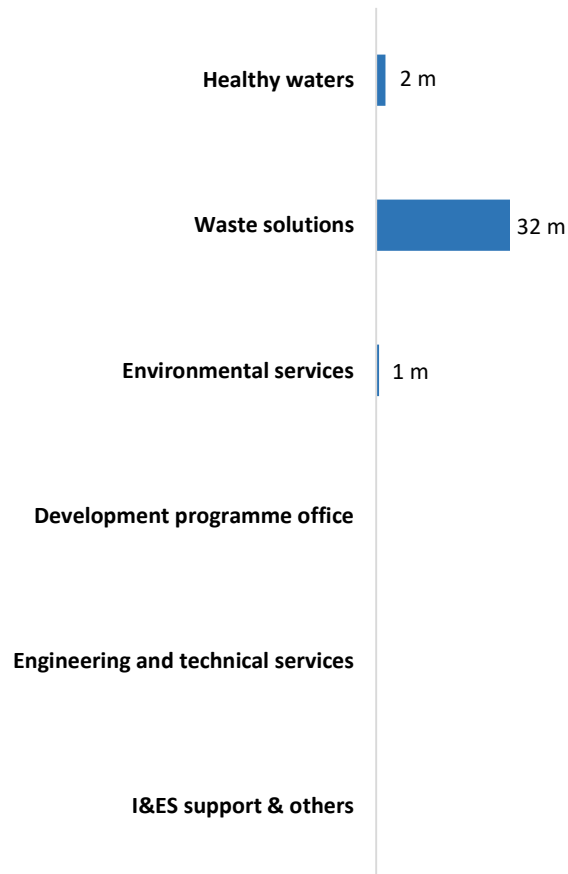 Healthy waters 2 m
Waste solutions 32 m
Environmental services 1 m
Development programme office
Engineering and technical services
I&ES support & others